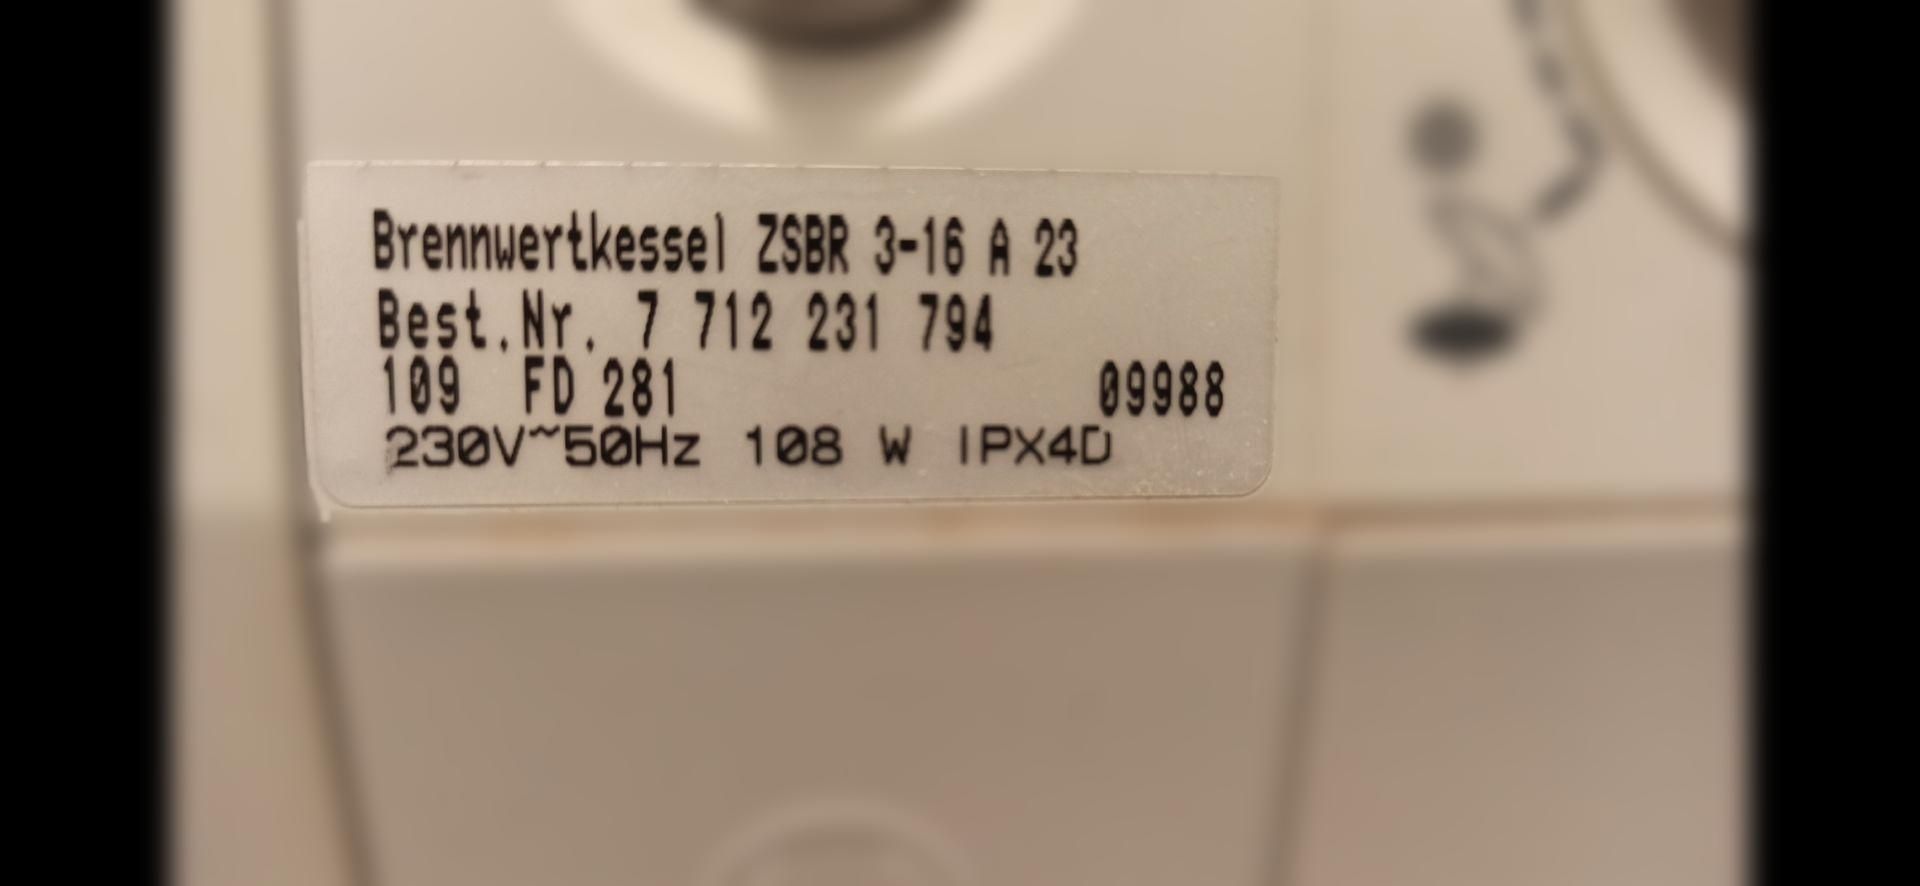 Brennwertkessel ZSBR 3-16 A 23
Best.Nr. 7 712 231 794
109 FD 281 09988
230V~50Hz 108 W IPX4D